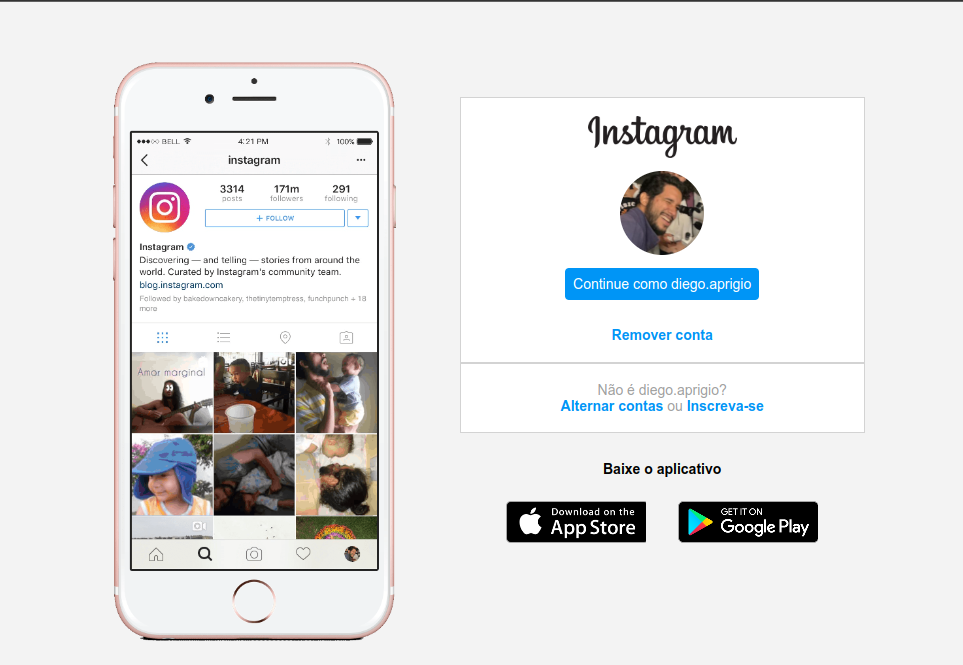 BELL 4:21 PM 100%
instagram
3314 171m 291
posts followers following
+ FOLLOW
Instagram
Discovering — and telling — stories from around the
world. Curated by Instagram's community team.
blog.instagram.com
Followed by bakedowncakery, thetinytemptress, funchpunch + 18
more
Amor marginal
Instagram
Continue como diego.aprigio
Remover conta
Não é diego.aprigio?
Alternar contas ou Inscreva-se
Baixe o aplicativo
Download on the
App Store
GET IT ON
Google Play